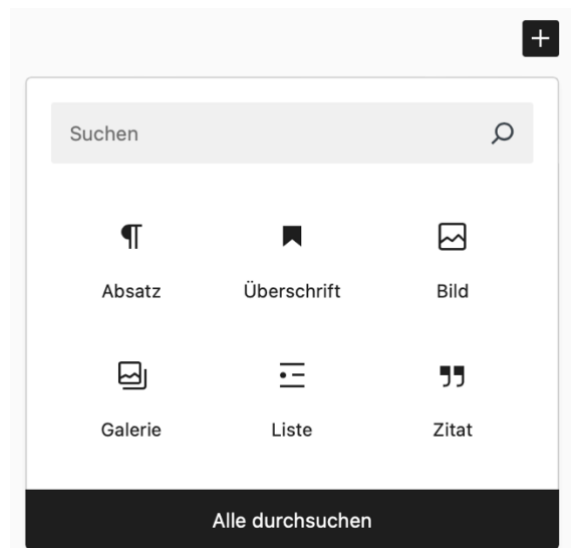 Suchen
Absatz Überschrift Bild
Galerie Liste Zitat
Alle durchsuchen